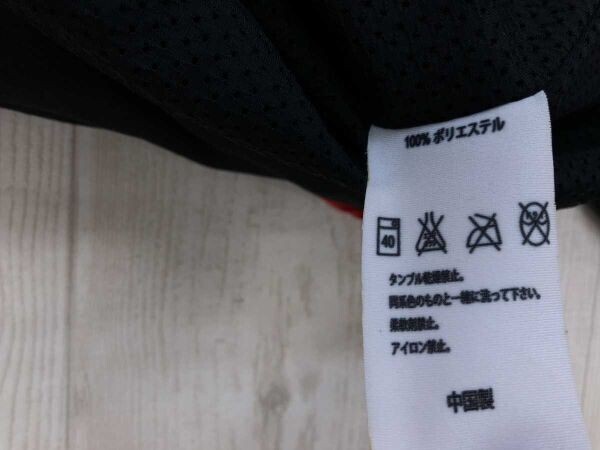 100% ポリエステル
40
タンブル乾燥禁止。
同系色のものと一緒に洗って下さい。
柔軟剤禁止。
アイロン禁止。
中国製